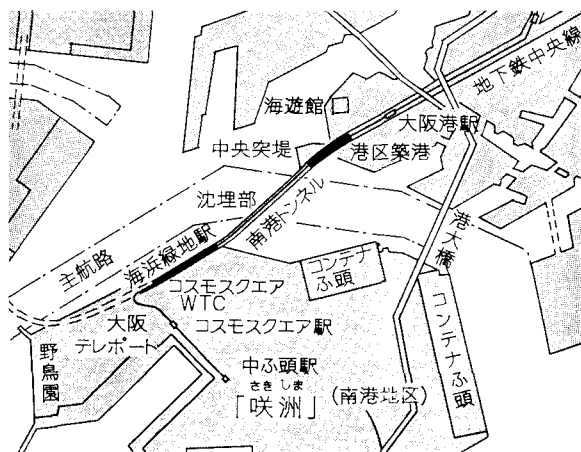 地下鉄中央線
海遊館
大阪港駅
中央突堤
港区築港
沈埋部
南港トンネル
港大橋
主航路
海浜緑地駅
コンテナ
ふ頭
コスモスクエア
WTC
コスモスクエア駅
大阪
テレポート
野鳥園
中ふ頭駅
さきしま
「咲洲」
(南港地区)
コンテナふ頭